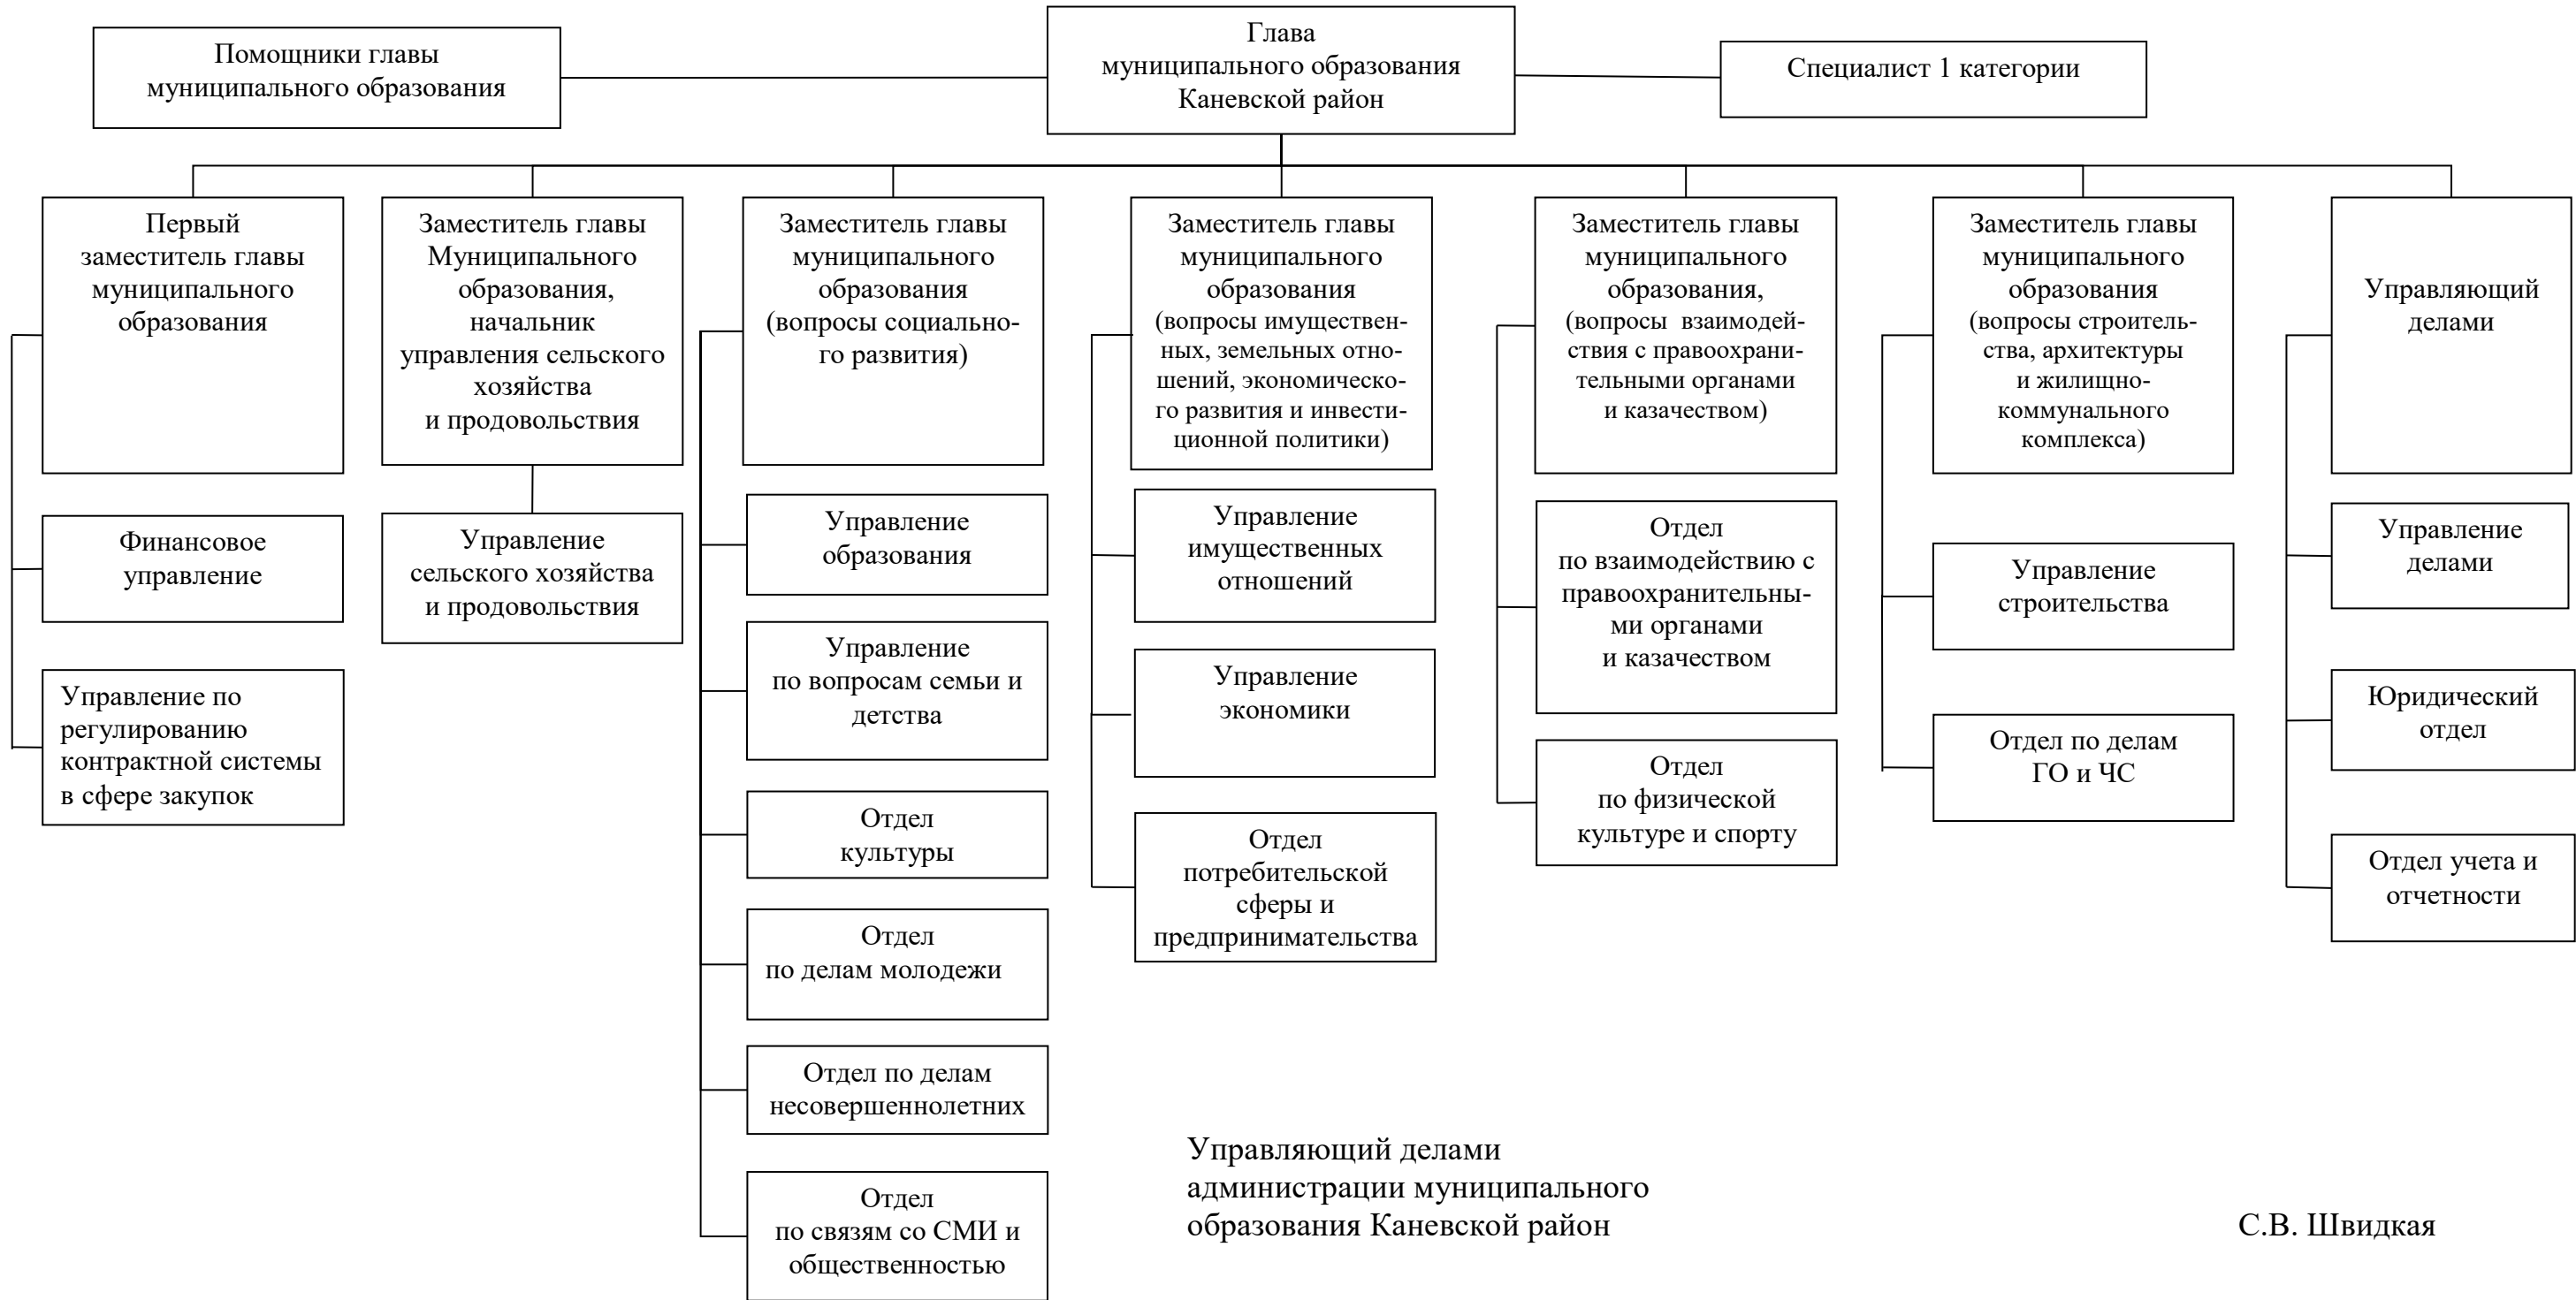 Помощники главы
муниципального образования
Глава
муниципального образования
Каневской район
Специалист 1 категории
Первый
заместитель главы
муниципального
образования
Заместитель главы
Муниципального
образования,
начальник
управления сельского
хозяйства
и продовольствия
Заместитель главы
муниципального
образования
(вопросы социально-
го развития)
Заместитель главы
муниципального
образования
(вопросы имуществен-
ных, земельных отно-
шений, экономическо-
го развития и инвести-
ционной политики)
Заместитель главы
муниципального
образования,
(вопросы взаимодей-
ствия с правоохрани-
тельными органами
и казачеством)
Заместитель главы
муниципального
образования
(вопросы строитель-
ства, архитектуры
и жилищно-
коммунального
комплекса)
Управляющий
делами
Финансовое
управление
Управление по
регулированию
контрактной системы
в сфере закупок
Управление
сельского хозяйства
и продовольствия
Управление
образования
Управление
по вопросам семьи и
детства
Отдел
культуры
Отдел
по делам молодежи
Отдел по делам
несовершеннолетних
Отдел
по связям со СМИ и
общественностью
Управление
имущественных
отношений
Управление
экономики
Отдел
потребительской
сферы и
предпринимательства
Отдел
по взаимодействию с
правоохранительны-
ми органами
и казачеством
Отдел
по физической
культуре и спорту
Управление
строительства
Отдел по делам
ГО и ЧС
Управление
делами
Юридический
отдел
Отдел учета и
отчетности
Управляющий делами
администрации муниципального
образования Каневской район
С.В. Швидкая